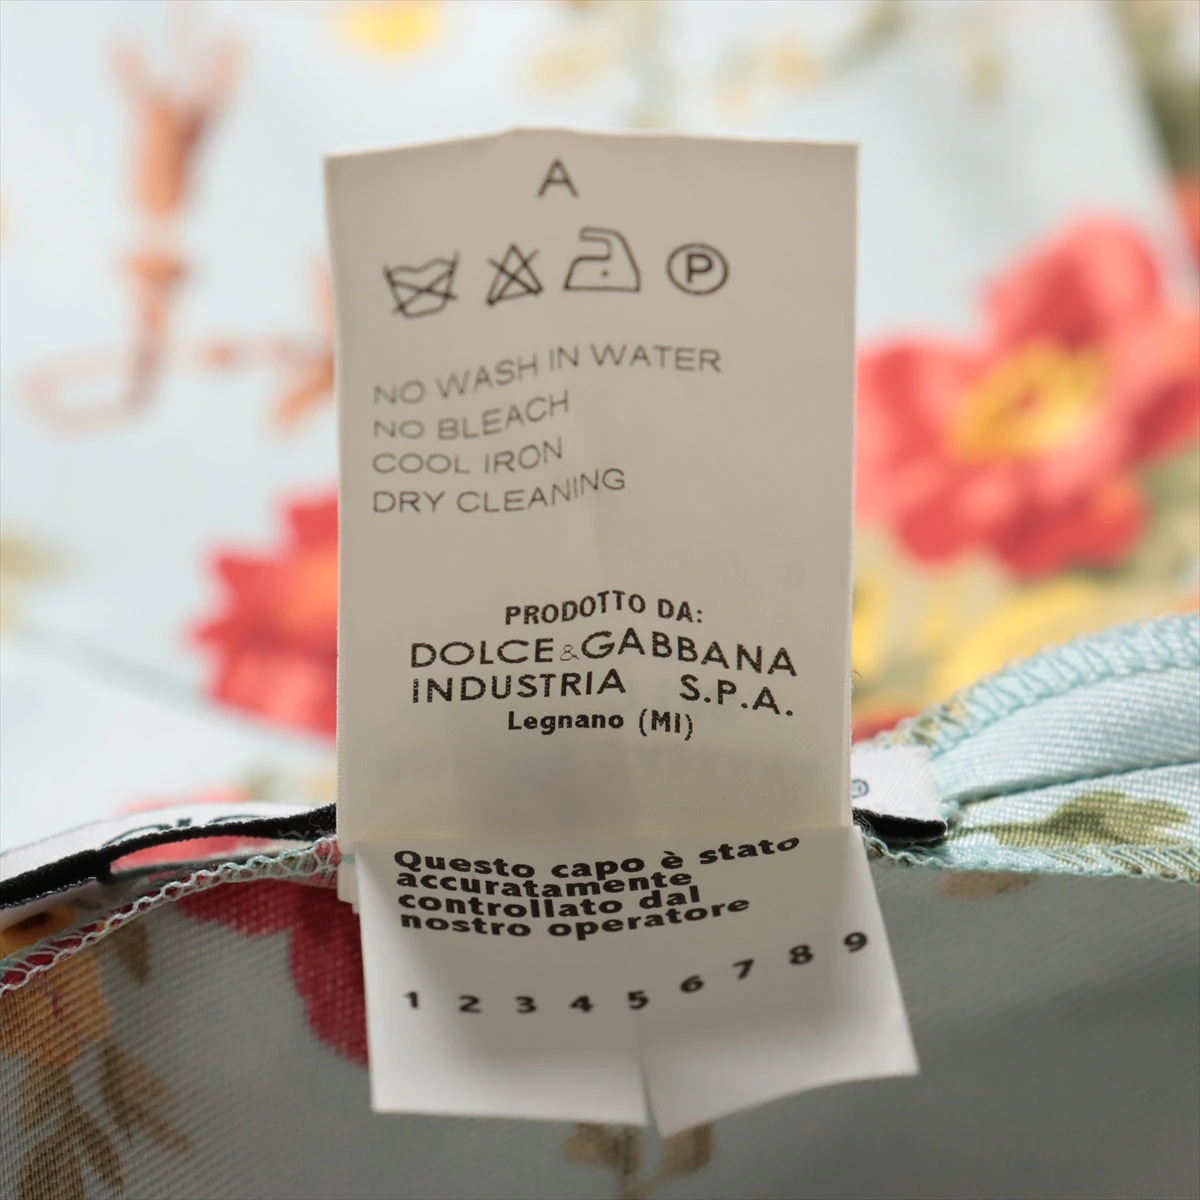 A
P
NO WASH IN WATER
NO BLEACH
COOL IRON
DRY CLEANING
PRODOTTO DA:
DOLCE&GABBANA
INDUSTRIA S.P.A.
Legnano (MI)
®
Questo capo è stato
accuratamente
controllato dal
nostro operatore
1 2 3 4 5 6 7 8 9